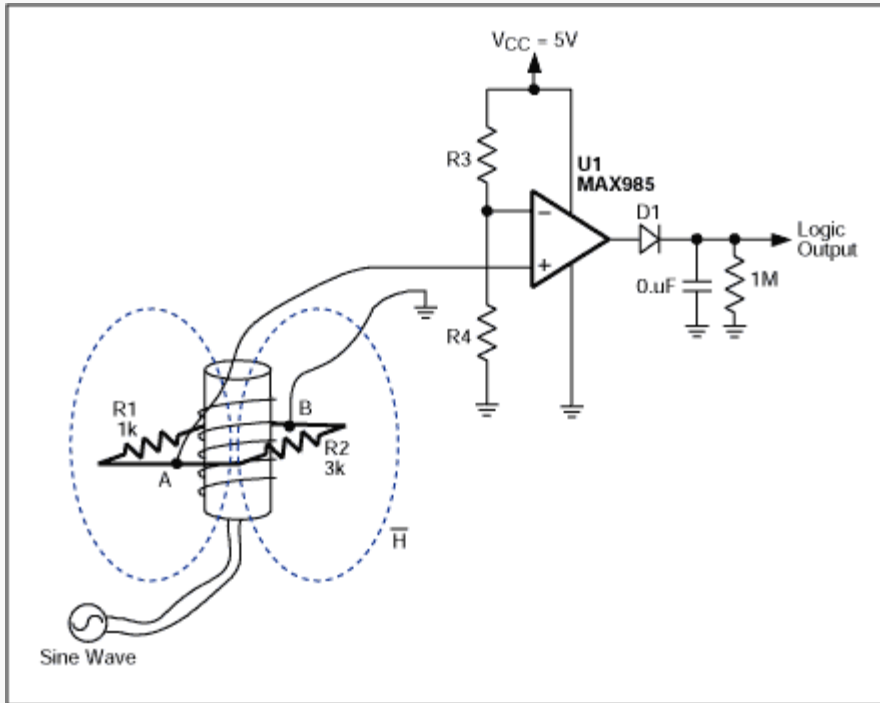 VCC = 5V
R3
U1
MAX985
D1
Logic
Output
−
+
0.uF
1M
R4
R1
1k
B
R2
3k
A
H
Sine Wave